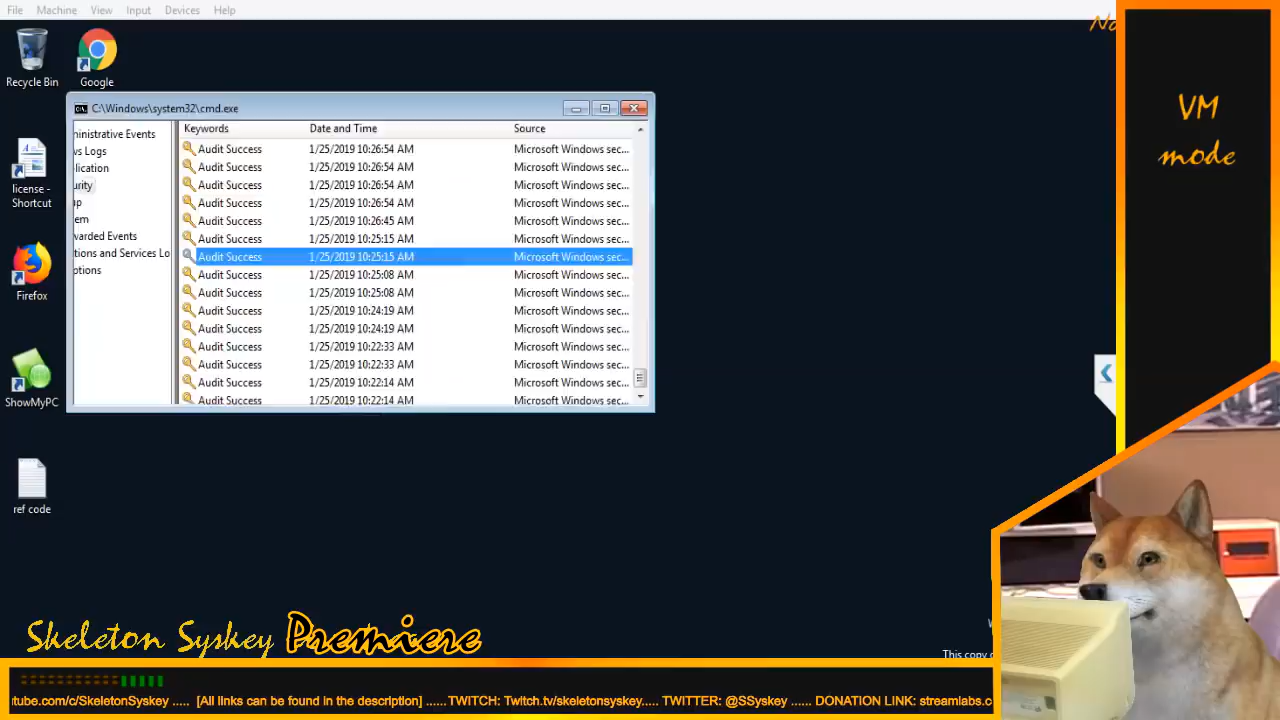 File Machine View Input Devices Help
No
Recycle Bin
Google
license -
Shortcut
Firefox
ShowMyPC
ref code
C:\Windows\system32\cmd.exe
ministrative Events
ws Logs
lication
urity
up
em
warded Events
tions and Services Lo
ptions
Keywords Date and Time Source
Audit Success 1/25/2019 10:26:54 AM Microsoft Windows sec...
Audit Success 1/25/2019 10:26:54 AM Microsoft Windows sec...
Audit Success 1/25/2019 10:26:54 AM Microsoft Windows sec...
Audit Success 1/25/2019 10:26:54 AM Microsoft Windows sec...
Audit Success 1/25/2019 10:26:45 AM Microsoft Windows sec...
Audit Success 1/25/2019 10:25:15 AM Microsoft Windows sec...
Audit Success 1/25/2019 10:25:15 AM Microsoft Windows sec...
Audit Success 1/25/2019 10:25:08 AM Microsoft Windows sec...
Audit Success 1/25/2019 10:25:08 AM Microsoft Windows sec...
Audit Success 1/25/2019 10:24:19 AM Microsoft Windows sec...
Audit Success 1/25/2019 10:24:19 AM Microsoft Windows sec...
Audit Success 1/25/2019 10:22:33 AM Microsoft Windows sec...
Audit Success 1/25/2019 10:22:33 AM Microsoft Windows sec...
Audit Success 1/25/2019 10:22:14 AM Microsoft Windows sec...
Audit Success 1/25/2019 10:22:14 AM Microsoft Windows sec...
VM
mode
This copy o
Skeleton Syskey Premiere
utube.com/c/SkeletonSyskey ..... [All links can be found in the description] ......TWITCH: Twitch.tv/skeletonsyskey..... TWITTER: @SSyskey ...... DONATION LINK: streamlabs.c